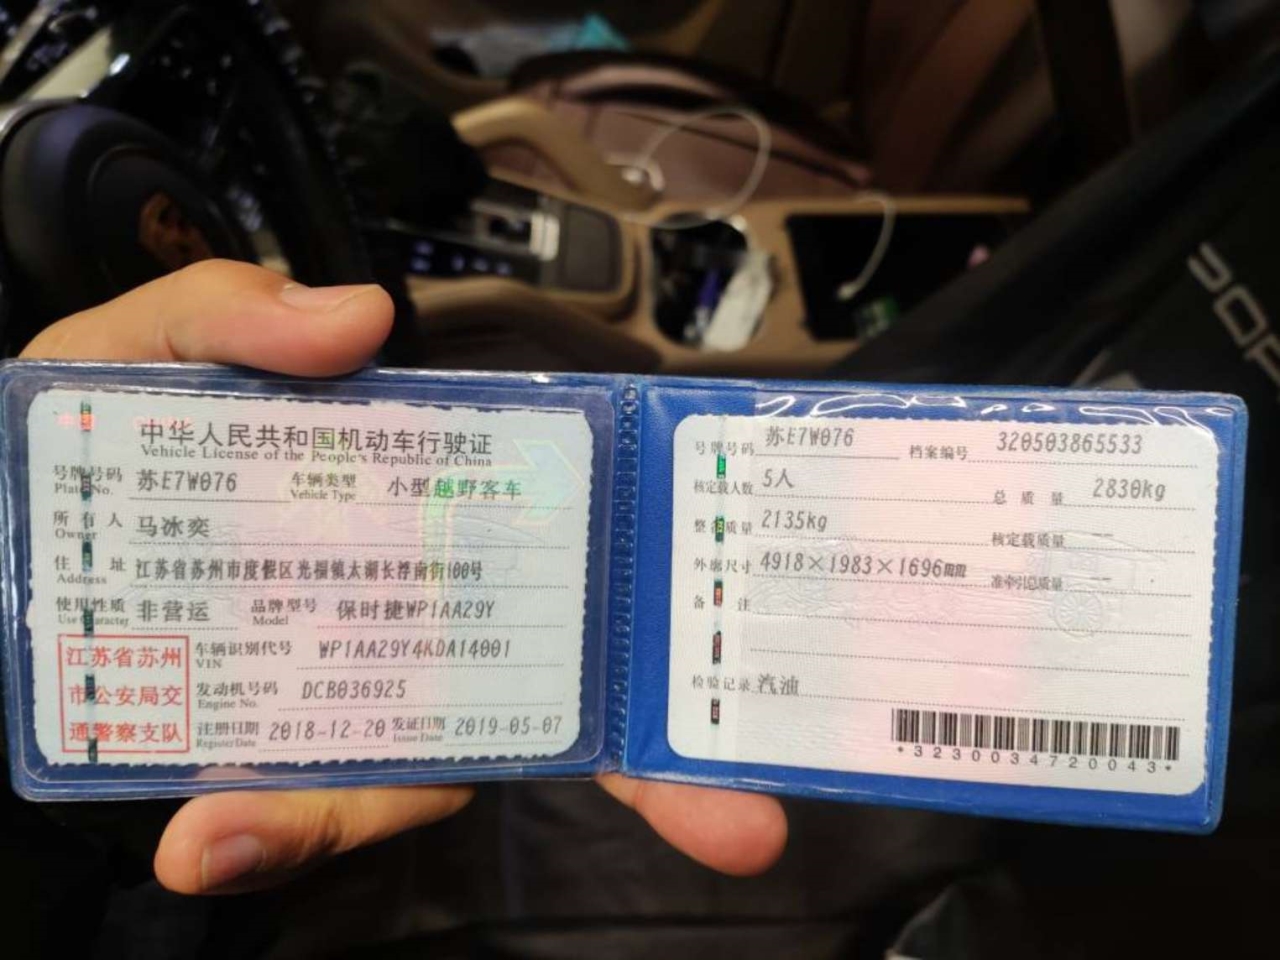 中华人民共和国机动车行驶证
Vehicle License of the People's Republic of China
号牌号码 苏E7W076 车辆类型 小型越野客车
Plate No. Vehicle Type
所有人 马冰奕
Owner
住址 江苏省苏州市度假区光福镇太湖长浮南街100号
Address
使用性质 非营运 品牌型号 保时捷WP1AA29Y
Use Character Model
江苏省苏州
市公安局交
通警察支队
车辆识别代号 WP1AA29Y4KDA14001
VIN
发动机号码 DCB036925
Engine No.
注册日期 2018-12-20 发证日期 2019-05-07
Register Date Issue Date
号牌号码 苏E7W076 档案编号 320503865533
核定载人数 5人 总质量 2830kg
整备质量 2135kg 核定载质量 --
外廓尺寸 4918×1983×1696mm 准牵引总质量 --
备注
检验记录 汽油
*3230034720043*